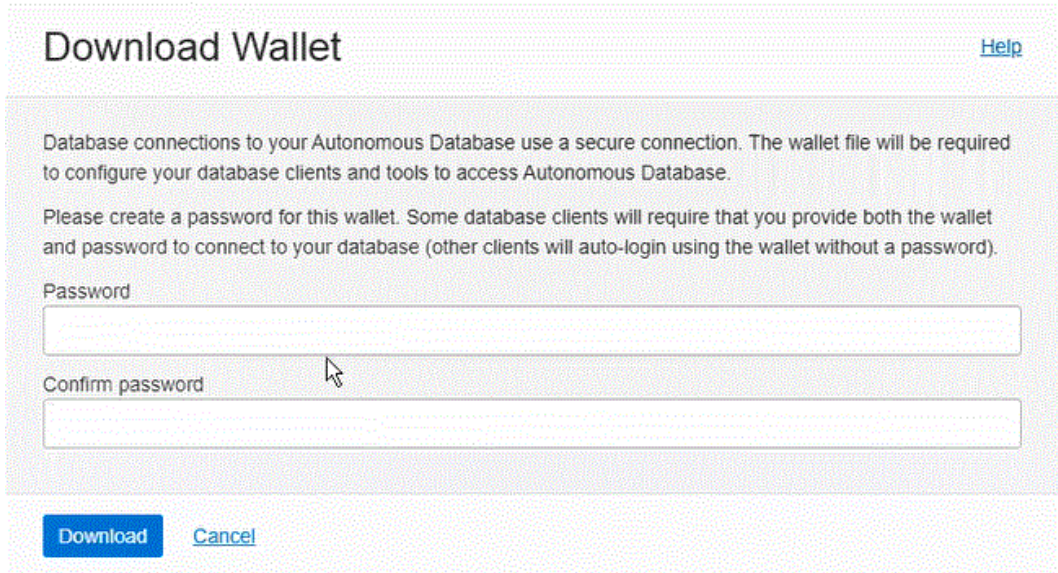 Download Wallet
Help
Database connections to your Autonomous Database use a secure connection. The wallet file will be required
to configure your database clients and tools to access Autonomous Database.
Please create a password for this wallet. Some database clients will require that you provide both the wallet
and password to connect to your database (other clients will auto-login using the wallet without a password).
Password
Confirm password
Download
Cancel